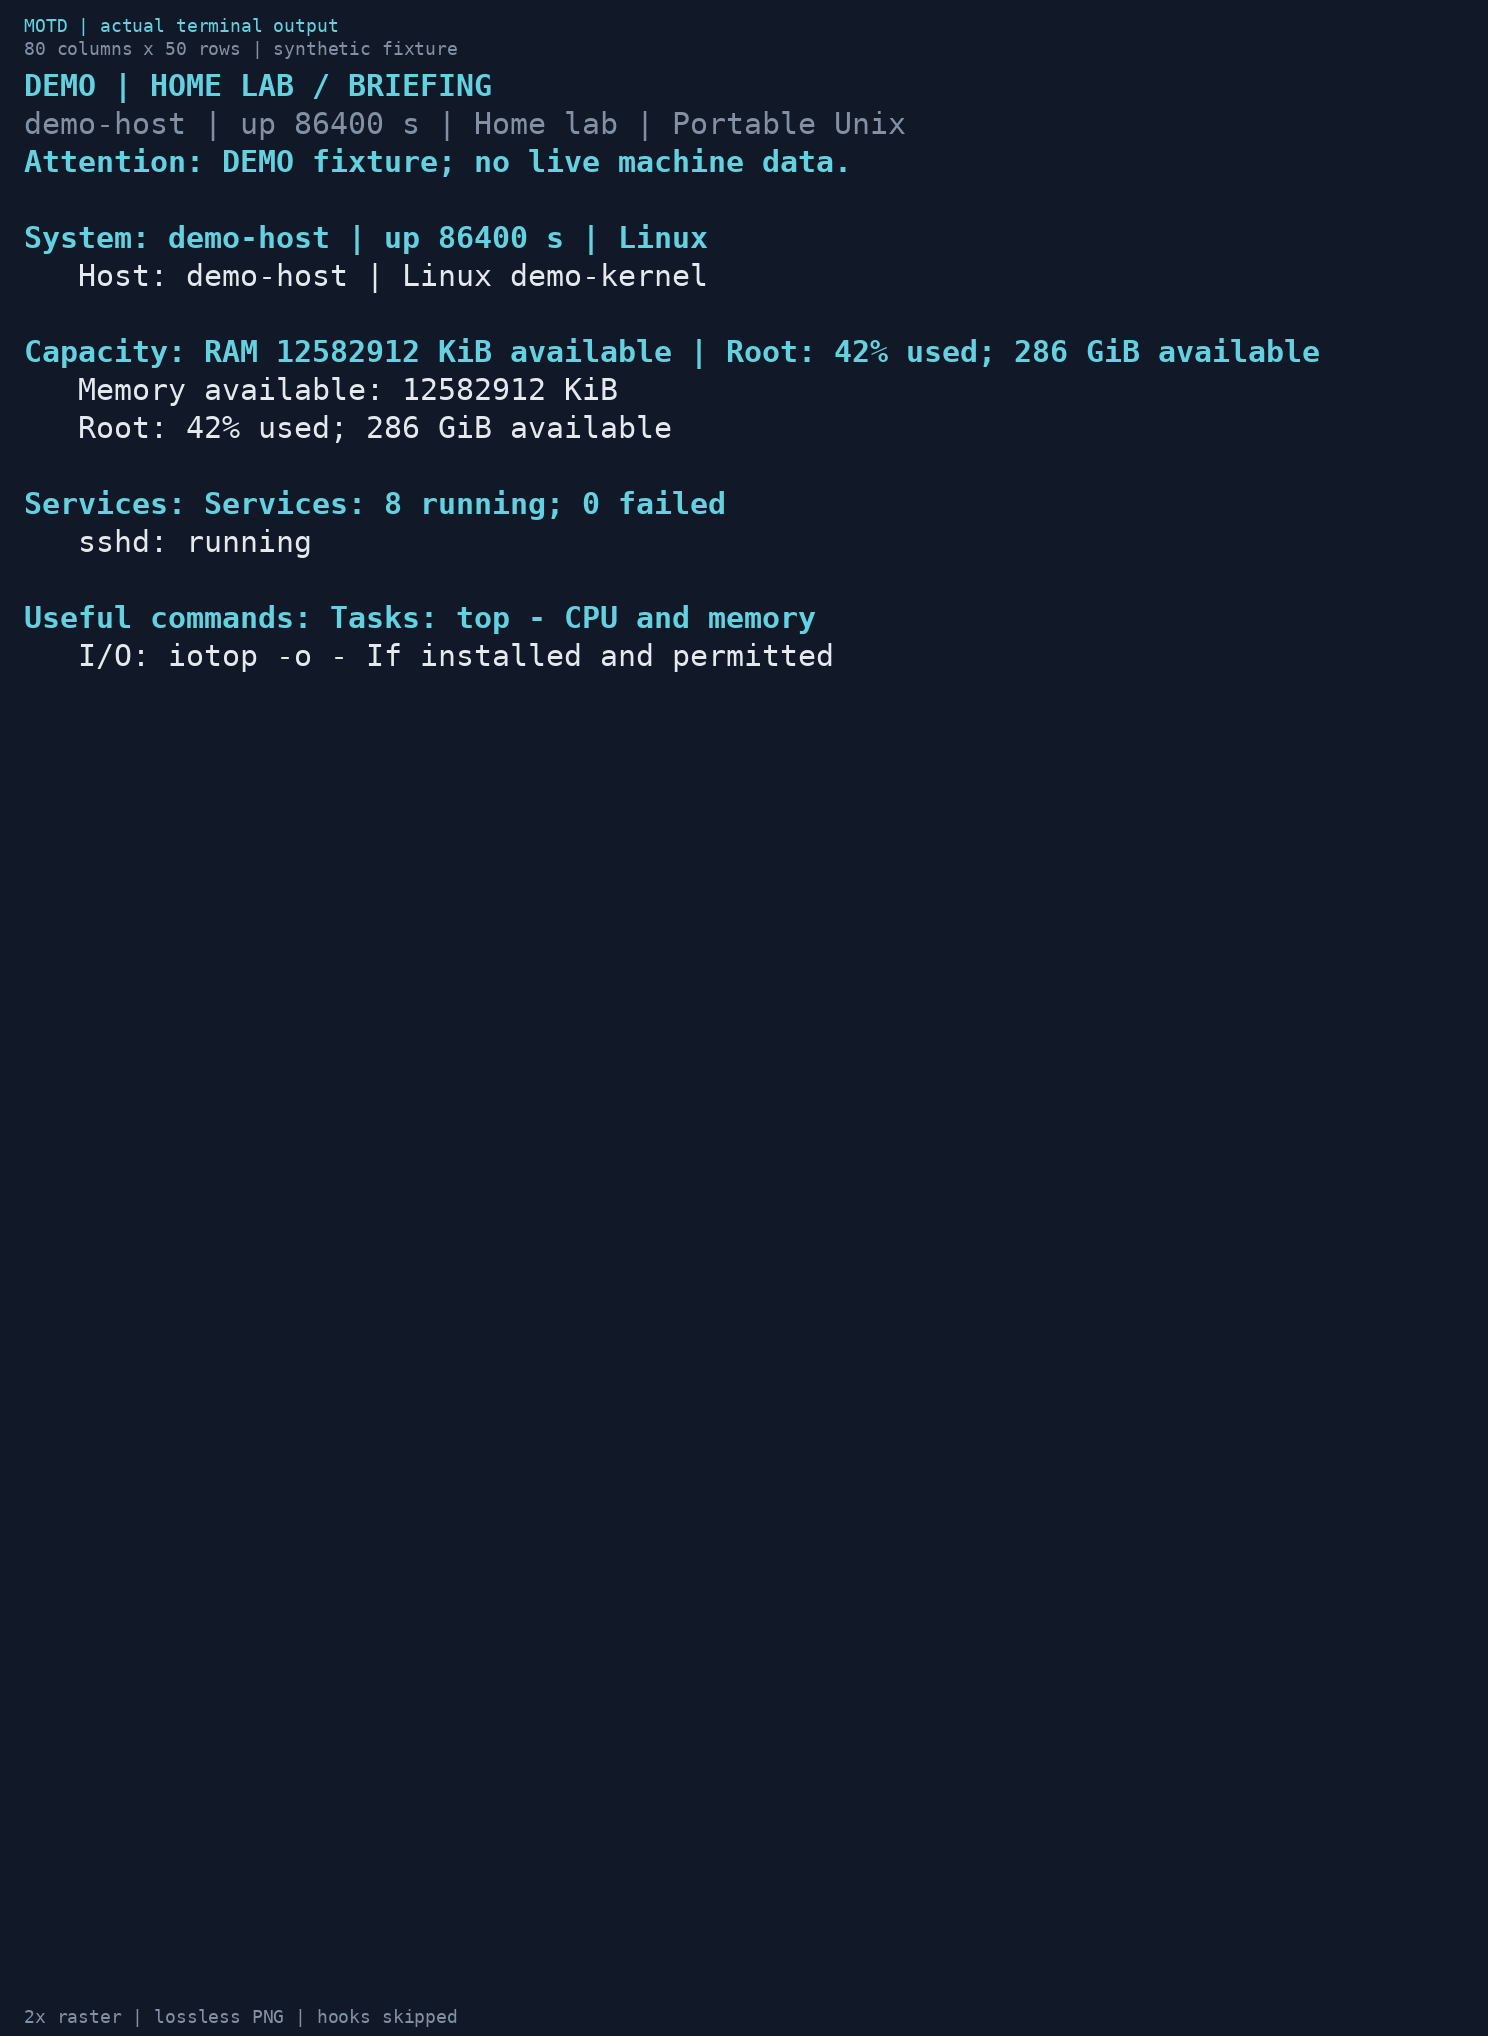 MOTD | actual terminal output
80 columns x 50 rows | synthetic fixture
DEMO | HOME LAB / BRIEFING
demo-host | up 86400 s | Home lab | Portable Unix
Attention: DEMO fixture; no live machine data.
System: demo-host | up 86400 s | Linux
Host: demo-host | Linux demo-kernel
Capacity: RAM 12582912 KiB available | Root: 42% used; 286 GiB available
Memory available: 12582912 KiB
Root: 42% used; 286 GiB available
Services: Services: 8 running; 0 failed
sshd: running
Useful commands: Tasks: top - CPU and memory
I/O: iotop -o - If installed and permitted
2x raster | lossless PNG | hooks skipped